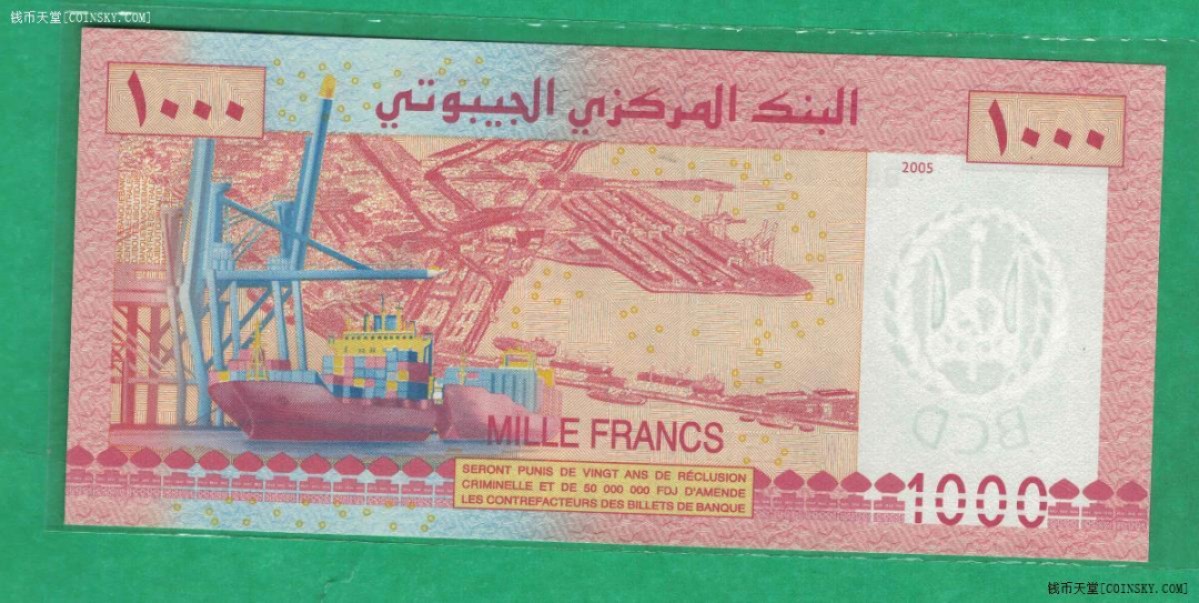 钱币天堂[COINSKY.COM]
١٠٠٠
البنك المركزي الجيبوتي
١٠٠٠
2005
BCD
MILLE FRANCS
SERONT PUNIS DE VINGT ANS DE RÉCLUSION
CRIMINELLE ET DE 50 000 000 FDJ D'AMENDE
LES CONTREFACTEURS DES BILLETS DE BANQUE
1000
钱币天堂[COINSKY.COM]